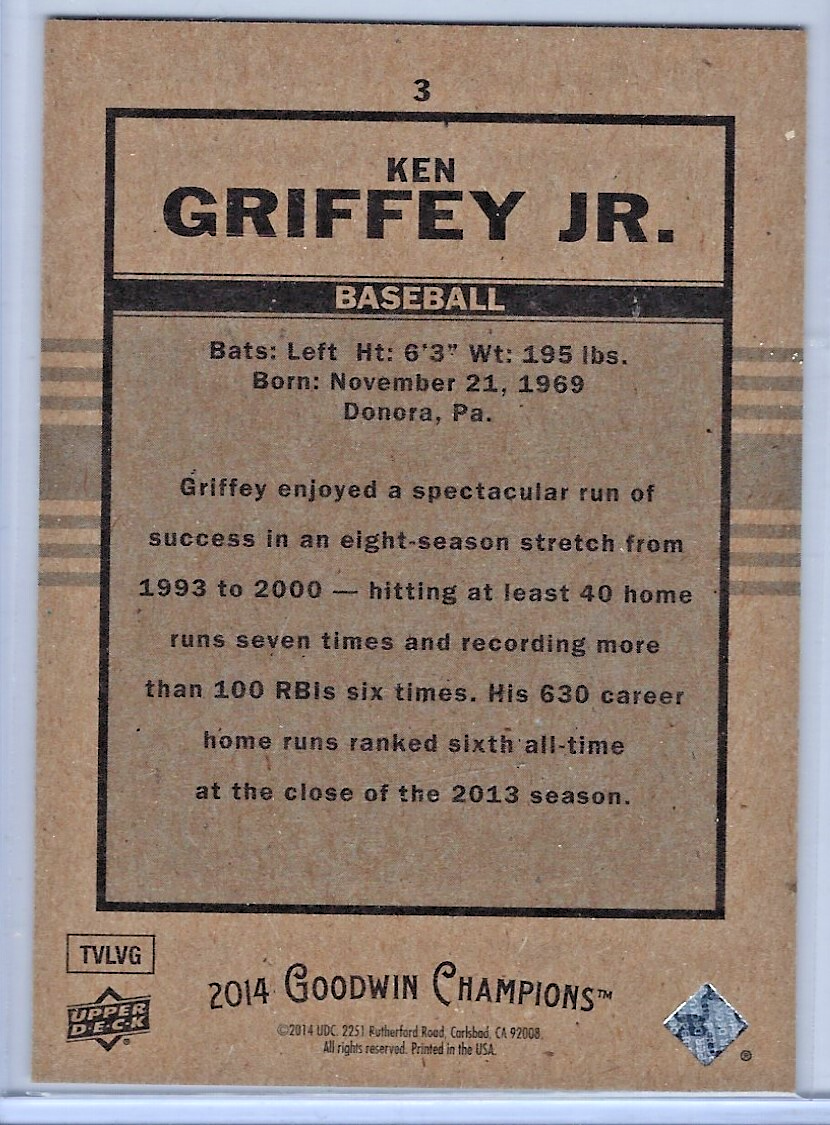 3
KEN
GRIFFEY JR.
BASEBALL
Bats: Left Ht: 6'3" Wt: 195 lbs.
Born: November 21, 1969
Donora, Pa.
Griffey enjoyed a spectacular run of
success in an eight-season stretch from
1993 to 2000 — hitting at least 40 home
runs seven times and recording more
than 100 RBIs six times. His 630 career
home runs ranked sixth all-time
at the close of the 2013 season.
TVLVG
UPPER
D·E·C·K®
2014 GOODWIN CHAMPIONS™
©2014 UDC. 2251 Rutherford Road, Carlsbad, CA 92008.
All rights reserved. Printed in the USA.
®